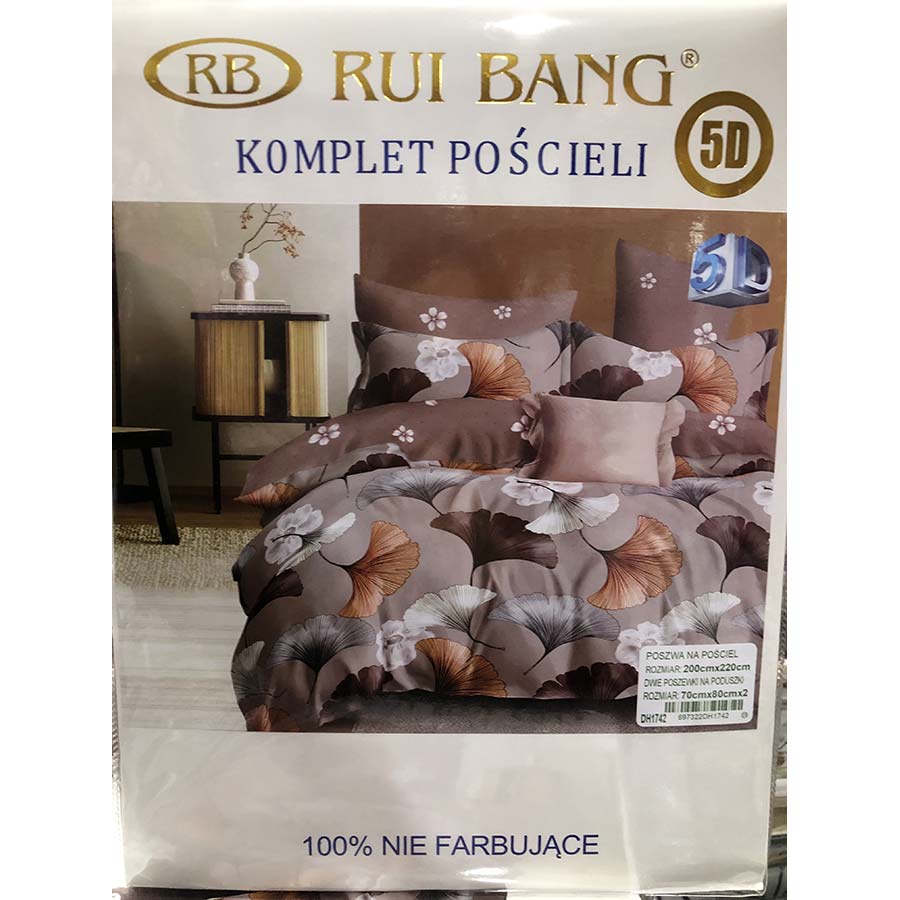 RB RUI BANG®
5D
KOMPLET POŚCIELI
5D
POSZWA NA POŚCIEL
ROZMIAR: 200cmx220cm
DWIE POSZEWKI NA PODUSZKI
ROZMIAR: 70cmx80cmx2
DH1742 697322DH1742
100% NIE FARBUJĄCE